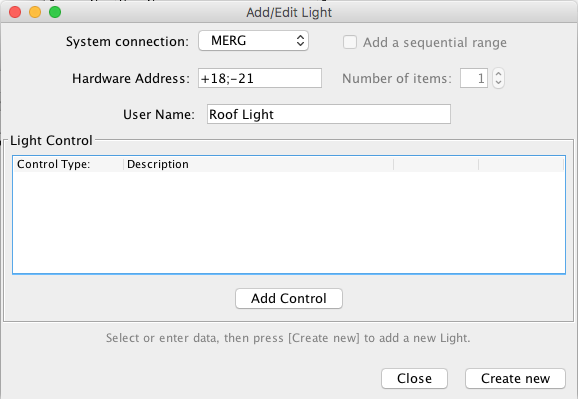 Add/Edit Light
System connection: MERG Add a sequential range
Hardware Address: +18;-21 Number of items: 1
User Name: Roof Light
Light Control
Control Type: Description
Add Control
Select or enter data, then press [Create new] to add a new Light.
Close Create new